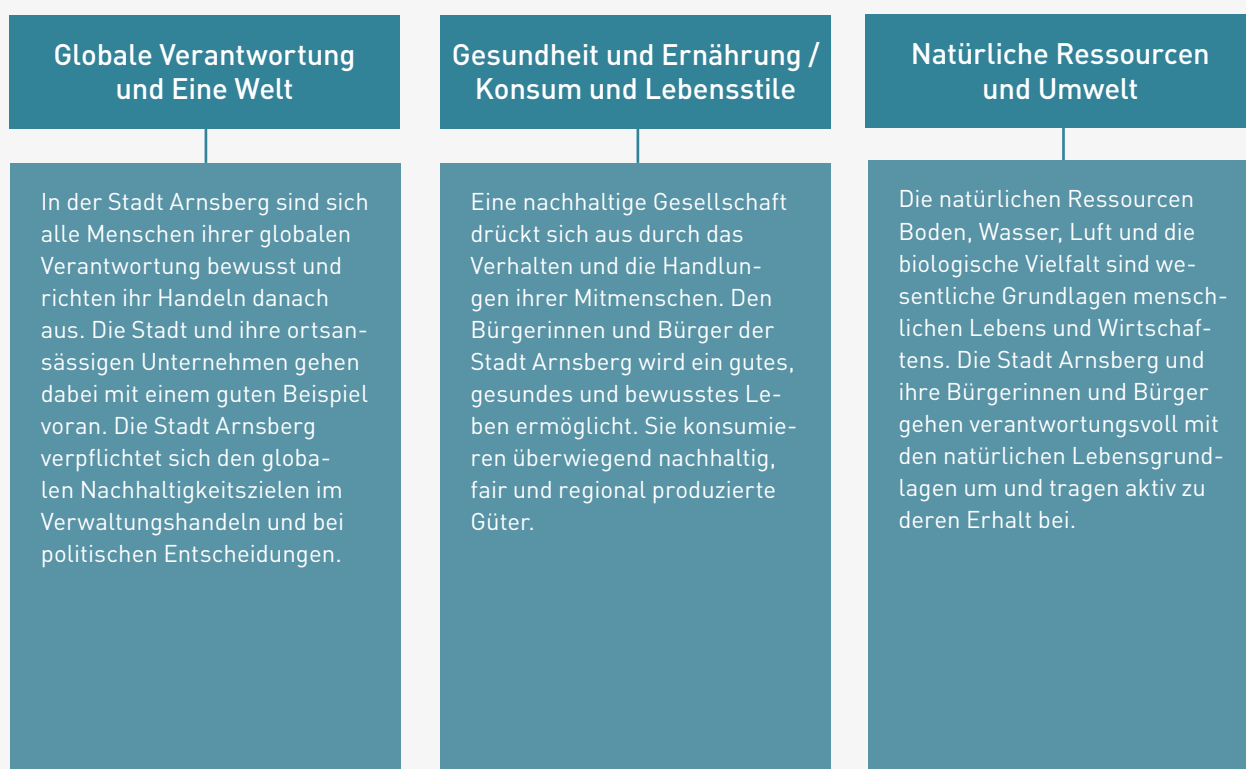 Globale Verantwortung
und Eine Welt
In der Stadt Arnsberg sind sich
alle Menschen ihrer globalen
Verantwortung bewusst und
richten ihr Handeln danach
aus. Die Stadt und ihre ortsan-
sässigen Unternehmen gehen
dabei mit einem guten Beispiel
voran. Die Stadt Arnsberg
verpflichtet sich den globa-
len Nachhaltigkeitszielen im
Verwaltungshandeln und bei
politischen Entscheidungen.
Gesundheit und Ernährung /
Konsum und Lebensstile
Eine nachhaltige Gesellschaft
drückt sich aus durch das
Verhalten und die Handlun-
gen ihrer Mitmenschen. Den
Bürgerinnen und Bürger der
Stadt Arnsberg wird ein gutes,
gesundes und bewusstes Le-
ben ermöglicht. Sie konsumie-
ren überwiegend nachhaltig,
fair und regional produzierte
Güter.
Natürliche Ressourcen
und Umwelt
Die natürlichen Ressourcen
Boden, Wasser, Luft und die
biologische Vielfalt sind we-
sentliche Grundlagen mensch-
lichen Lebens und Wirtschaf-
tens. Die Stadt Arnsberg und
ihre Bürgerinnen und Bürger
gehen verantwortungsvoll mit
den natürlichen Lebensgrund-
lagen um und tragen aktiv zu
deren Erhalt bei.